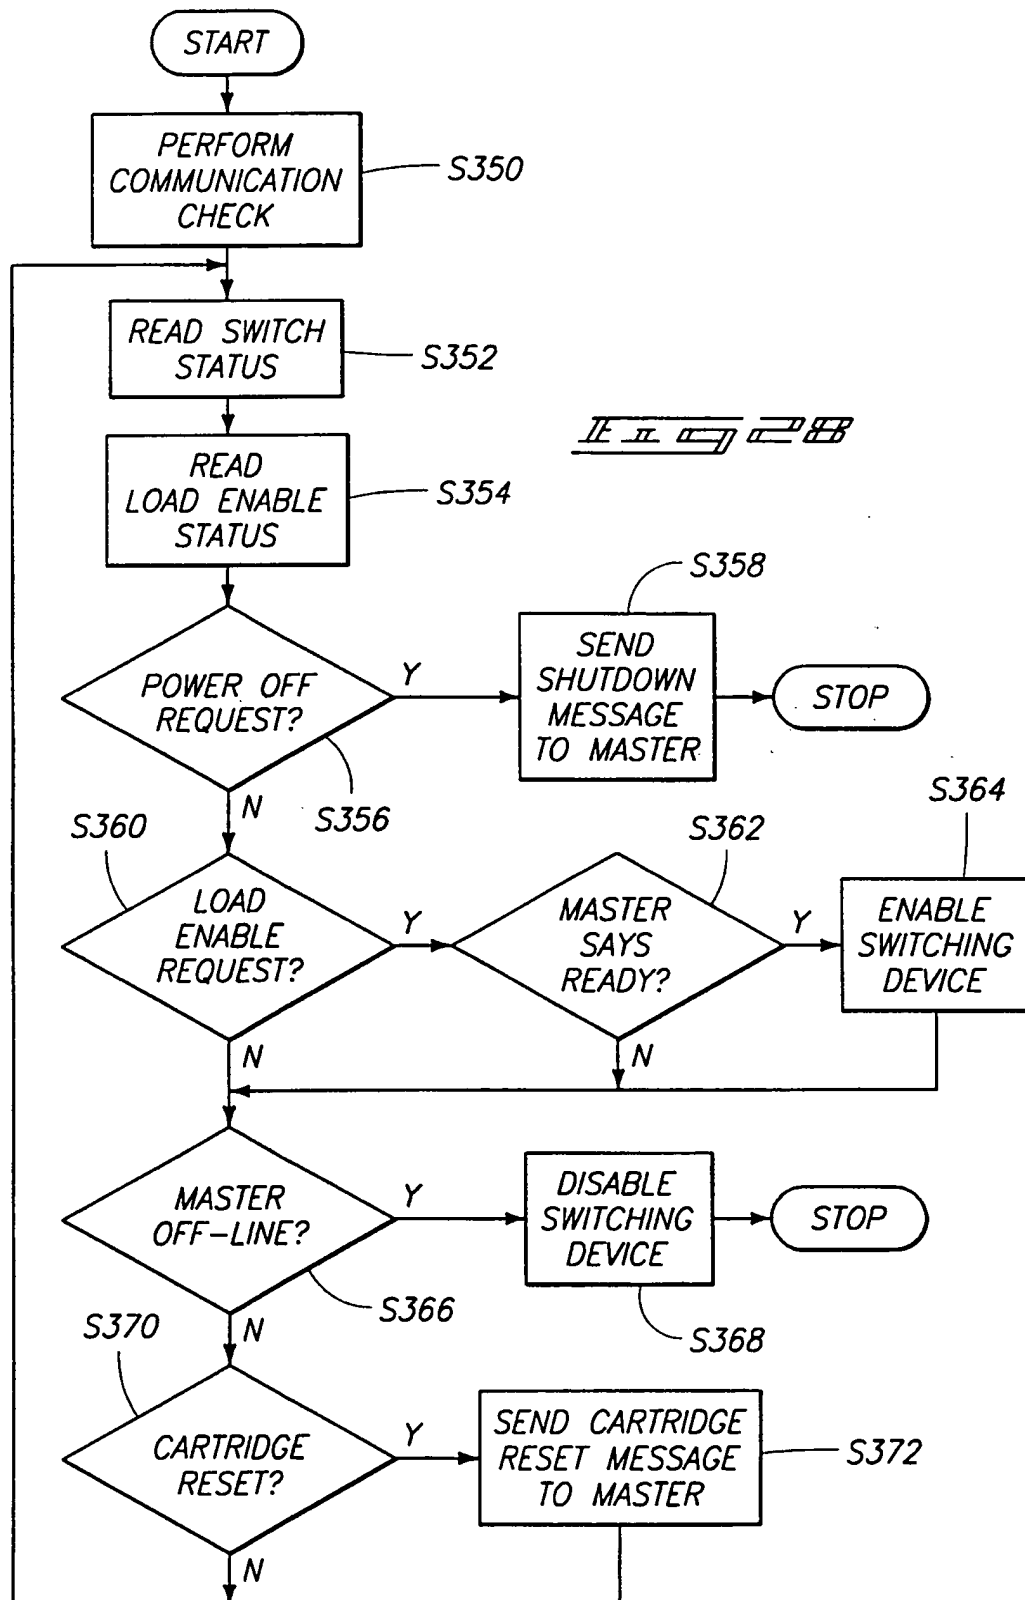 START
PERFORM
COMMUNICATION
CHECK
S350
READ SWITCH
STATUS
S352
Fig 28
READ
LOAD ENABLE
STATUS
S354
S358
SEND
SHUTDOWN
MESSAGE
TO MASTER
STOP
POWER OFF
REQUEST?
Y
N
S356
S360
S362
S364
LOAD
ENABLE
REQUEST?
Y
N
MASTER
SAYS
READY?
Y
N
ENABLE
SWITCHING
DEVICE
MASTER
OFF-LINE?
Y
N
S366
DISABLE
SWITCHING
DEVICE
STOP
S368
S370
CARTRIDGE
RESET?
Y
N
SEND CARTRIDGE
RESET MESSAGE
TO MASTER
S372